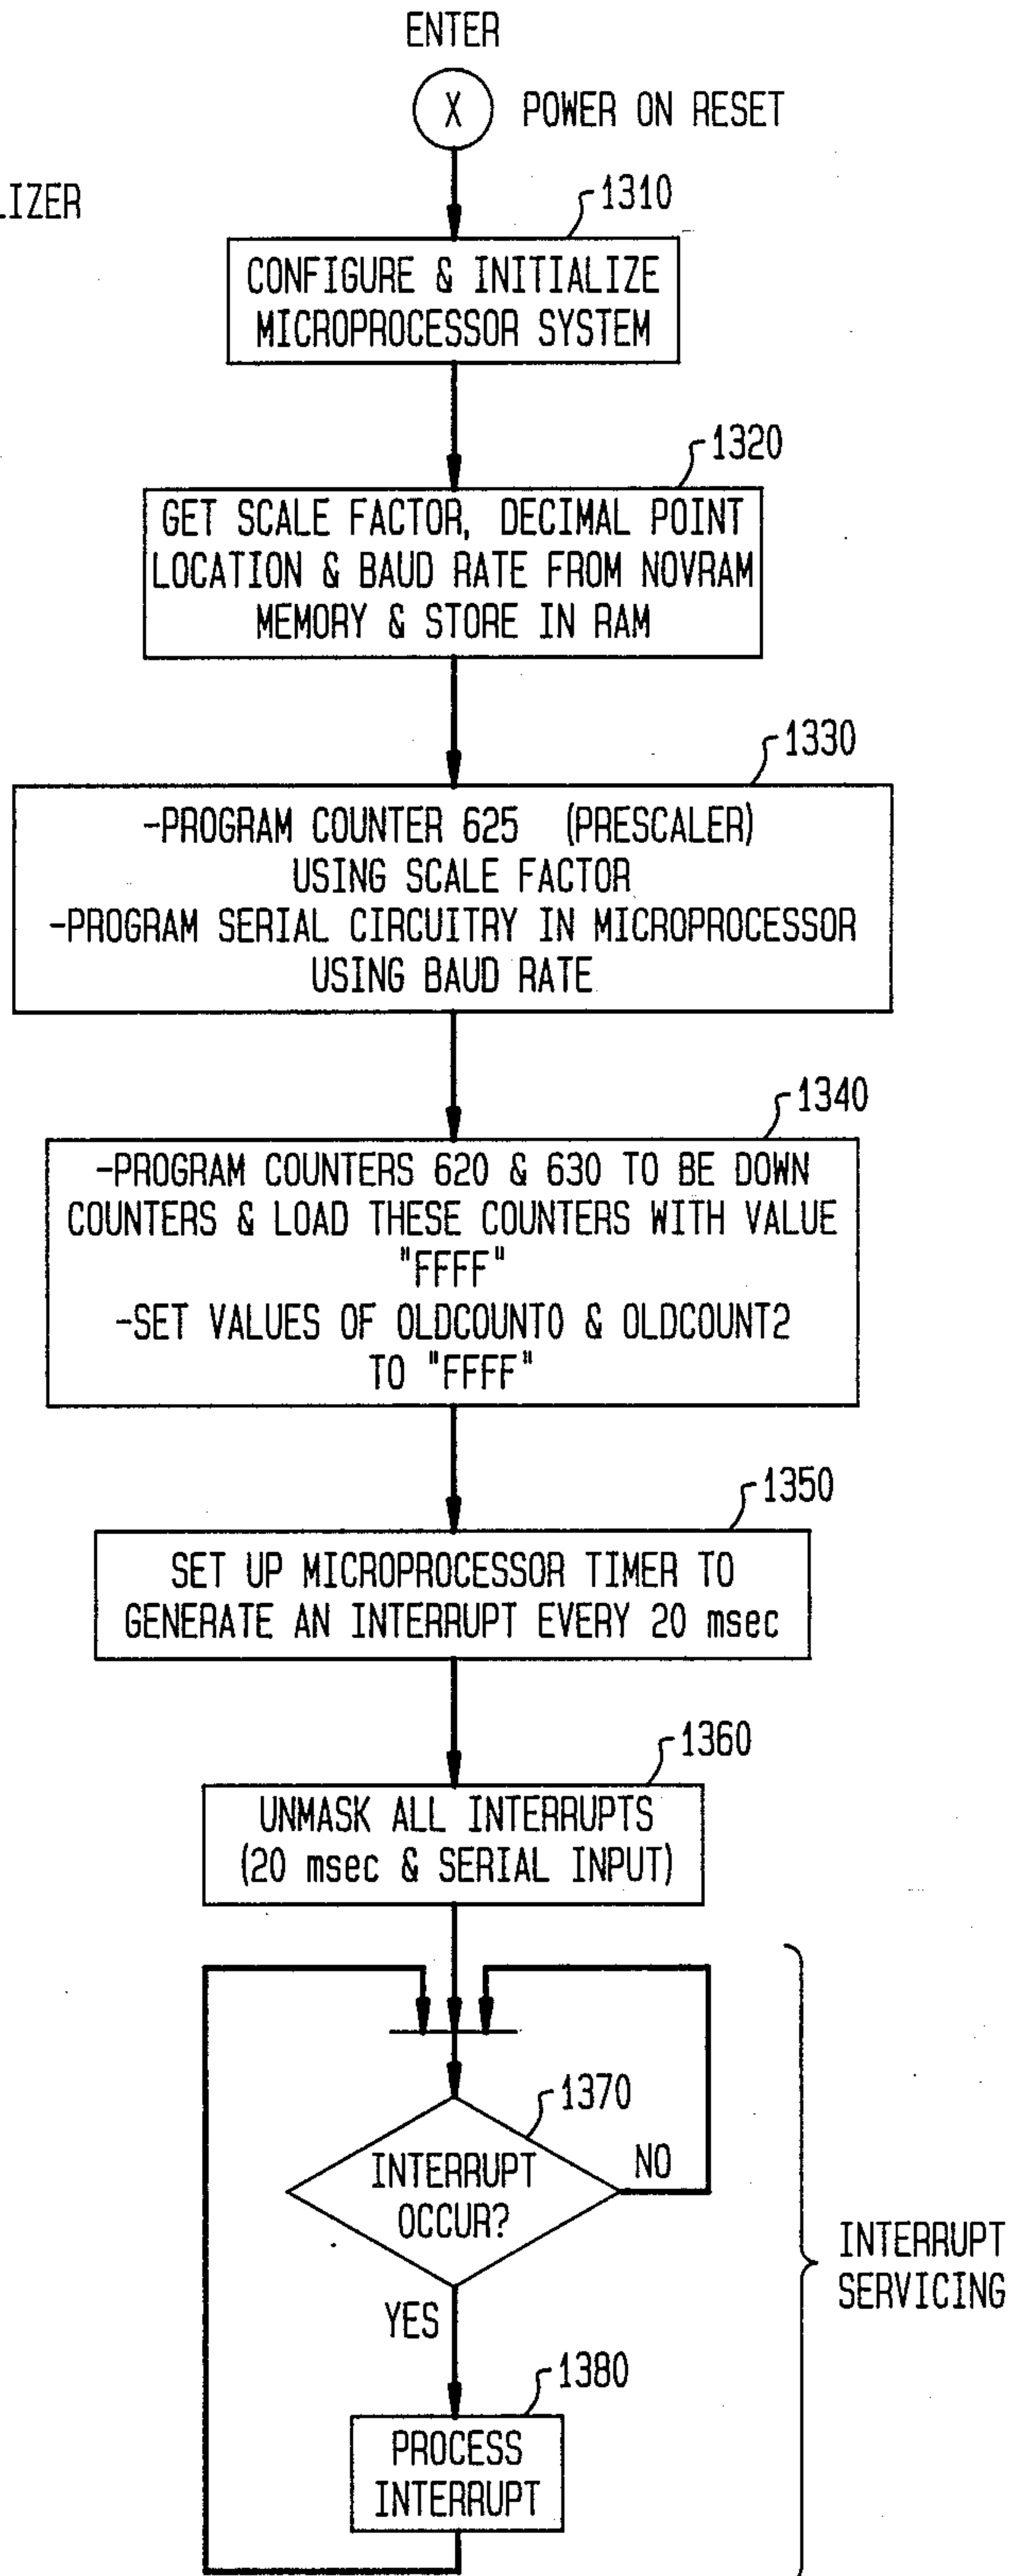 ENTER
X
POWER ON RESET
LIZER
1310
CONFIGURE & INITIALIZE
MICROPROCESSOR SYSTEM
1320
GET SCALE FACTOR, DECIMAL POINT
LOCATION & BAUD RATE FROM NOVRAM
MEMORY & STORE IN RAM
1330
-PROGRAM COUNTER 625 (PRESCALER)
USING SCALE FACTOR
-PROGRAM SERIAL CIRCUITRY IN MICROPROCESSOR
USING BAUD RATE
1340
-PROGRAM COUNTERS 620 & 630 TO BE DOWN
COUNTERS & LOAD THESE COUNTERS WITH VALUE
"FFFF"
-SET VALUES OF OLDCOUNT0 & OLDCOUNT2
TO "FFFF"
1350
SET UP MICROPROCESSOR TIMER TO
GENERATE AN INTERRUPT EVERY 20 msec
1360
UNMASK ALL INTERRUPTS
(20 msec & SERIAL INPUT)
1370
INTERRUPT
OCCUR?
NO
YES
INTERRUPT
SERVICING
1380
PROCESS
INTERRUPT